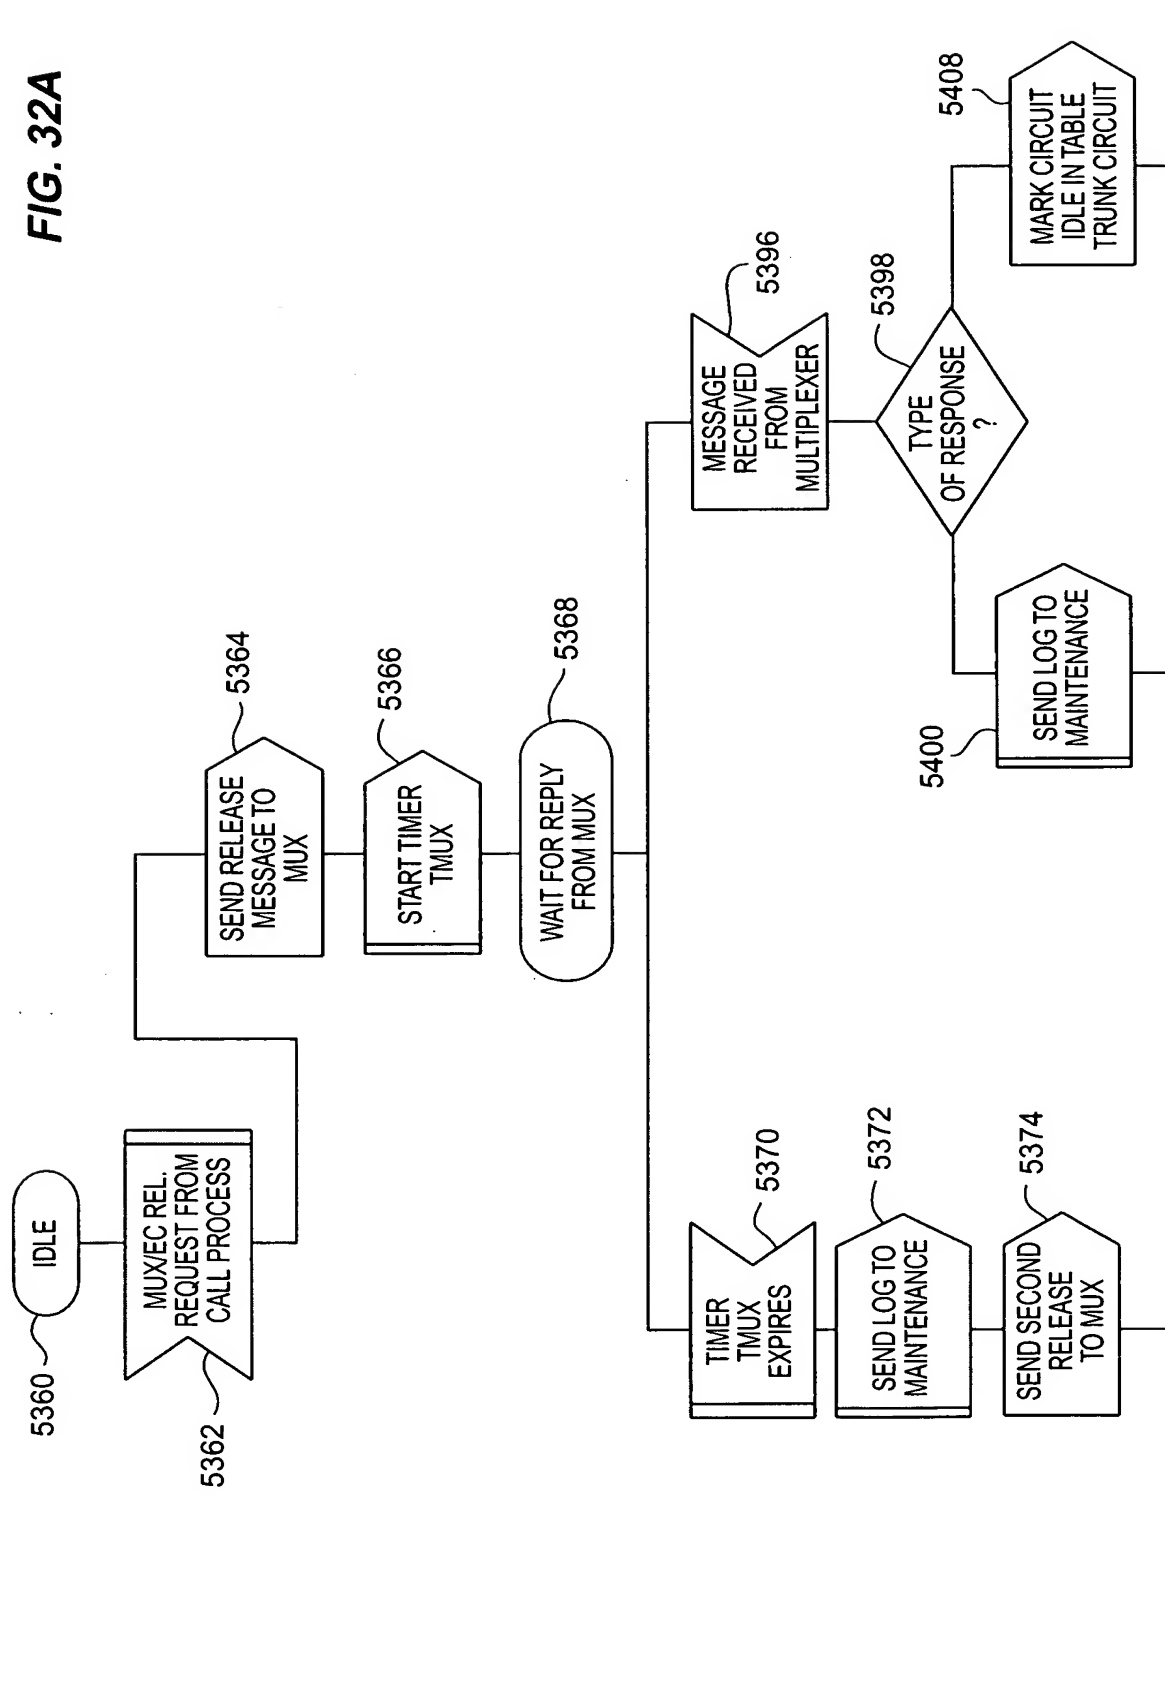 FIG. 32A
5360
IDLE
5362
MUX/EC REL.
REQUEST FROM
CALL PROCESS
5364
SEND RELEASE
MESSAGE TO
MUX
5366
START TIMER
TMUX
5368
WAIT FOR REPLY
FROM MUX
5370
TIMER
TMUX
EXPIRES
5372
SEND LOG TO
MAINTENANCE
5374
SEND SECOND
RELEASE
TO MUX
5396
MESSAGE
RECEIVED
FROM
MULTIPLEXER
5398
TYPE
OF RESPONSE
?
5400
SEND LOG TO
MAINTENANCE
5408
MARK CIRCUIT
IDLE IN TABLE
TRUNK CIRCUIT